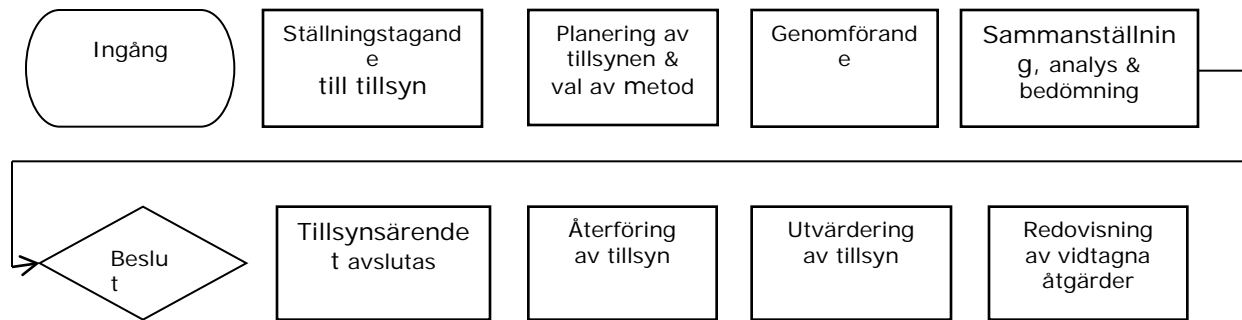 Ingång
Ställningstagand
e
till tillsyn
Planering av
tillsynen &
val av metod
Genomförand
e
Sammanställnin
g, analys &
bedömning
Beslu
t
Tillsynsärende
t avslutas
Återföring
av tillsyn
Utvärdering
av tillsyn
Redovisning
av vidtagna
åtgärder